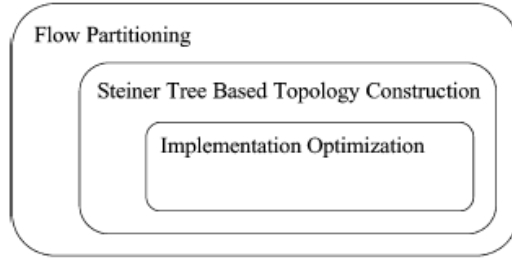 Flow Partitioning
Steiner Tree Based Topology Construction
Implementation Optimization